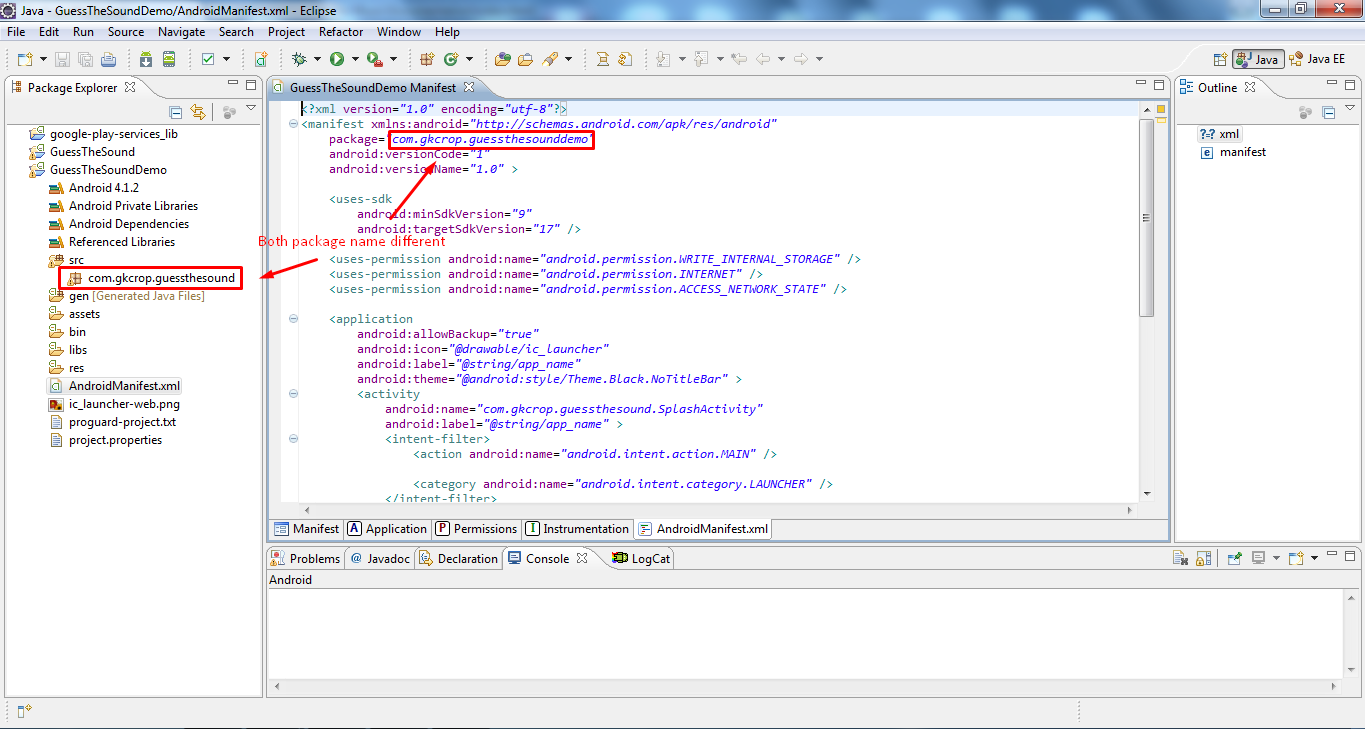 Java - GuessTheSoundDemo/AndroidManifest.xml - Eclipse
File Edit Run Source Navigate Search Project Refactor Window Help
Java Java EE
Package Explorer
google-play-services_lib
GuessTheSound
GuessTheSoundDemo
Android 4.1.2
Android Private Libraries
Android Dependencies
Referenced Libraries
src
com.gkcrop.guessthesound
gen [Generated Java Files]
assets
bin
libs
res
AndroidManifest.xml
ic_launcher-web.png
proguard-project.txt
project.properties
GuessTheSoundDemo Manifest
<?xml version="1.0" encoding="utf-8"?>
<manifest xmlns:android="http://schemas.android.com/apk/res/android"
package="com.gkcrop.guessthesounddemo"
android:versionCode="1"
android:versionName="1.0" >
<uses-sdk
android:minSdkVersion="9"
android:targetSdkVersion="17" />
Both package name different
<uses-permission android:name="android.permission.WRITE_INTERNAL_STORAGE" />
<uses-permission android:name="android.permission.INTERNET" />
<uses-permission android:name="android.permission.ACCESS_NETWORK_STATE" />
<application
android:allowBackup="true"
android:icon="@drawable/ic_launcher"
android:label="@string/app_name"
android:theme="@android:style/Theme.Black.NoTitleBar" >
<activity
android:name="com.gkcrop.guessthesound.SplashActivity"
android:label="@string/app_name" >
<intent-filter>
<action android:name="android.intent.action.MAIN" />
<category android:name="android.intent.category.LAUNCHER" />
</intent-filter>
Manifest A Application P Permissions I Instrumentation AndroidManifest.xml
Outline
?=? xml
e manifest
Problems @ Javadoc Declaration Console LogCat
Android